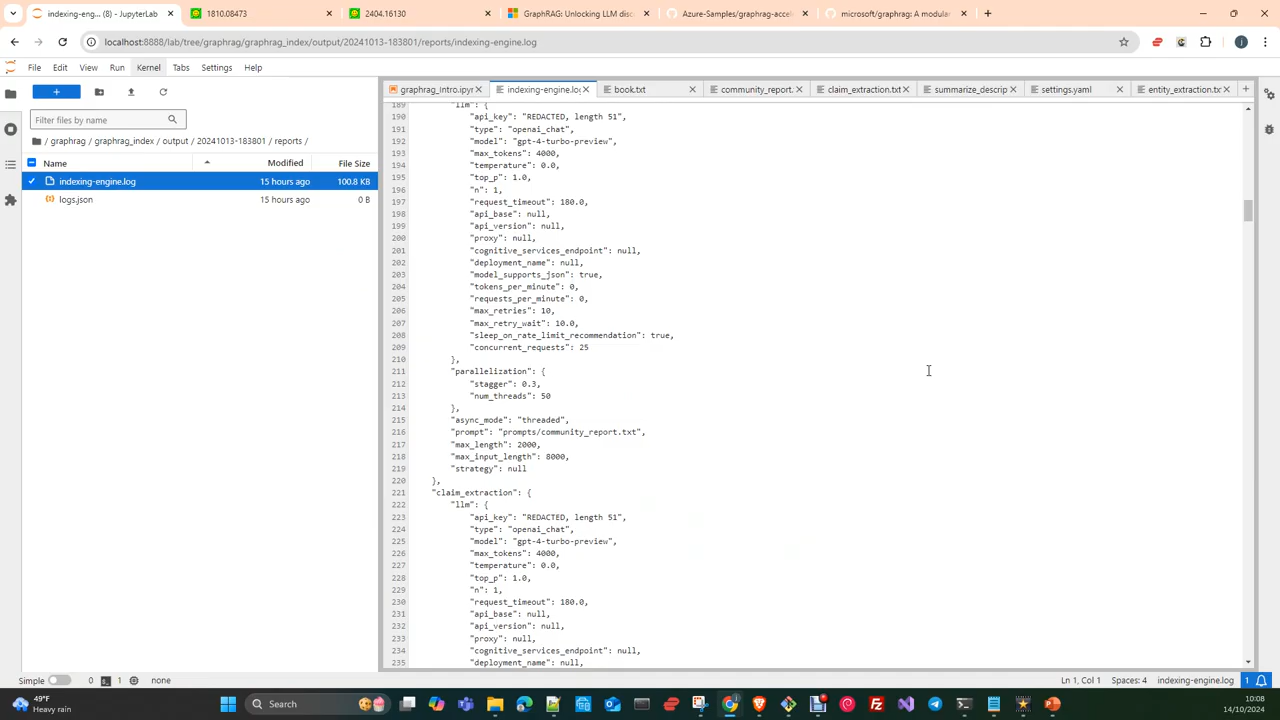 indexing-eng... (8) - JupyterLab
1810.08473
2404.16130
GraphRAG: Unlocking LLM disc
Azure-Samples/graphrag-accel
microsoft/graphrag: A modular
localhost:8888/lab/tree/graphrag/graphrag_index/output/20241013-183801/reports/indexing-engine.log
File Edit View Run Kernel Tabs Settings Help
graphrag_Intro.ipyr
indexing-engine.log
book.txt
community_report.
claim_extraction.txt
summarize_descrip
settings.yaml
entity_extraction.txt
Filter files by name
/ graphrag / graphrag_index / output / 20241013-183801 / reports /
Name Modified File Size
indexing-engine.log 15 hours ago 100.8 KB
logs.json 15 hours ago 0 B
189 "llm": {
190 "api_key": "REDACTED, length 51",
191 "type": "openai_chat",
192 "model": "gpt-4-turbo-preview",
193 "max_tokens": 4000,
194 "temperature": 0.0,
195 "top_p": 1.0,
196 "n": 1,
197 "request_timeout": 180.0,
198 "api_base": null,
199 "api_version": null,
200 "proxy": null,
201 "cognitive_services_endpoint": null,
202 "deployment_name": null,
203 "model_supports_json": true,
204 "tokens_per_minute": 0,
205 "requests_per_minute": 0,
206 "max_retries": 10,
207 "max_retry_wait": 10.0,
208 "sleep_on_rate_limit_recommendation": true,
209 "concurrent_requests": 25
210 },
211 "parallelization": {
212 "stagger": 0.3,
213 "num_threads": 50
214 },
215 "async_mode": "threaded",
216 "prompt": "prompts/community_report.txt",
217 "max_length": 2000,
218 "max_input_length": 8000,
219 "strategy": null
220 },
221 "claim_extraction": {
222 "llm": {
223 "api_key": "REDACTED, length 51",
224 "type": "openai_chat",
225 "model": "gpt-4-turbo-preview",
226 "max_tokens": 4000,
227 "temperature": 0.0,
228 "top_p": 1.0,
229 "n": 1,
230 "request_timeout": 180.0,
231 "api_base": null,
232 "api_version": null,
233 "proxy": null,
234 "cognitive_services_endpoint": null,
235 "deployment_name": null,
Simple 0 1 none
Ln 1, Col 1 Spaces: 4 indexing-engine.log 1
49°F
Heavy rain
Search
10:08
14/10/2024